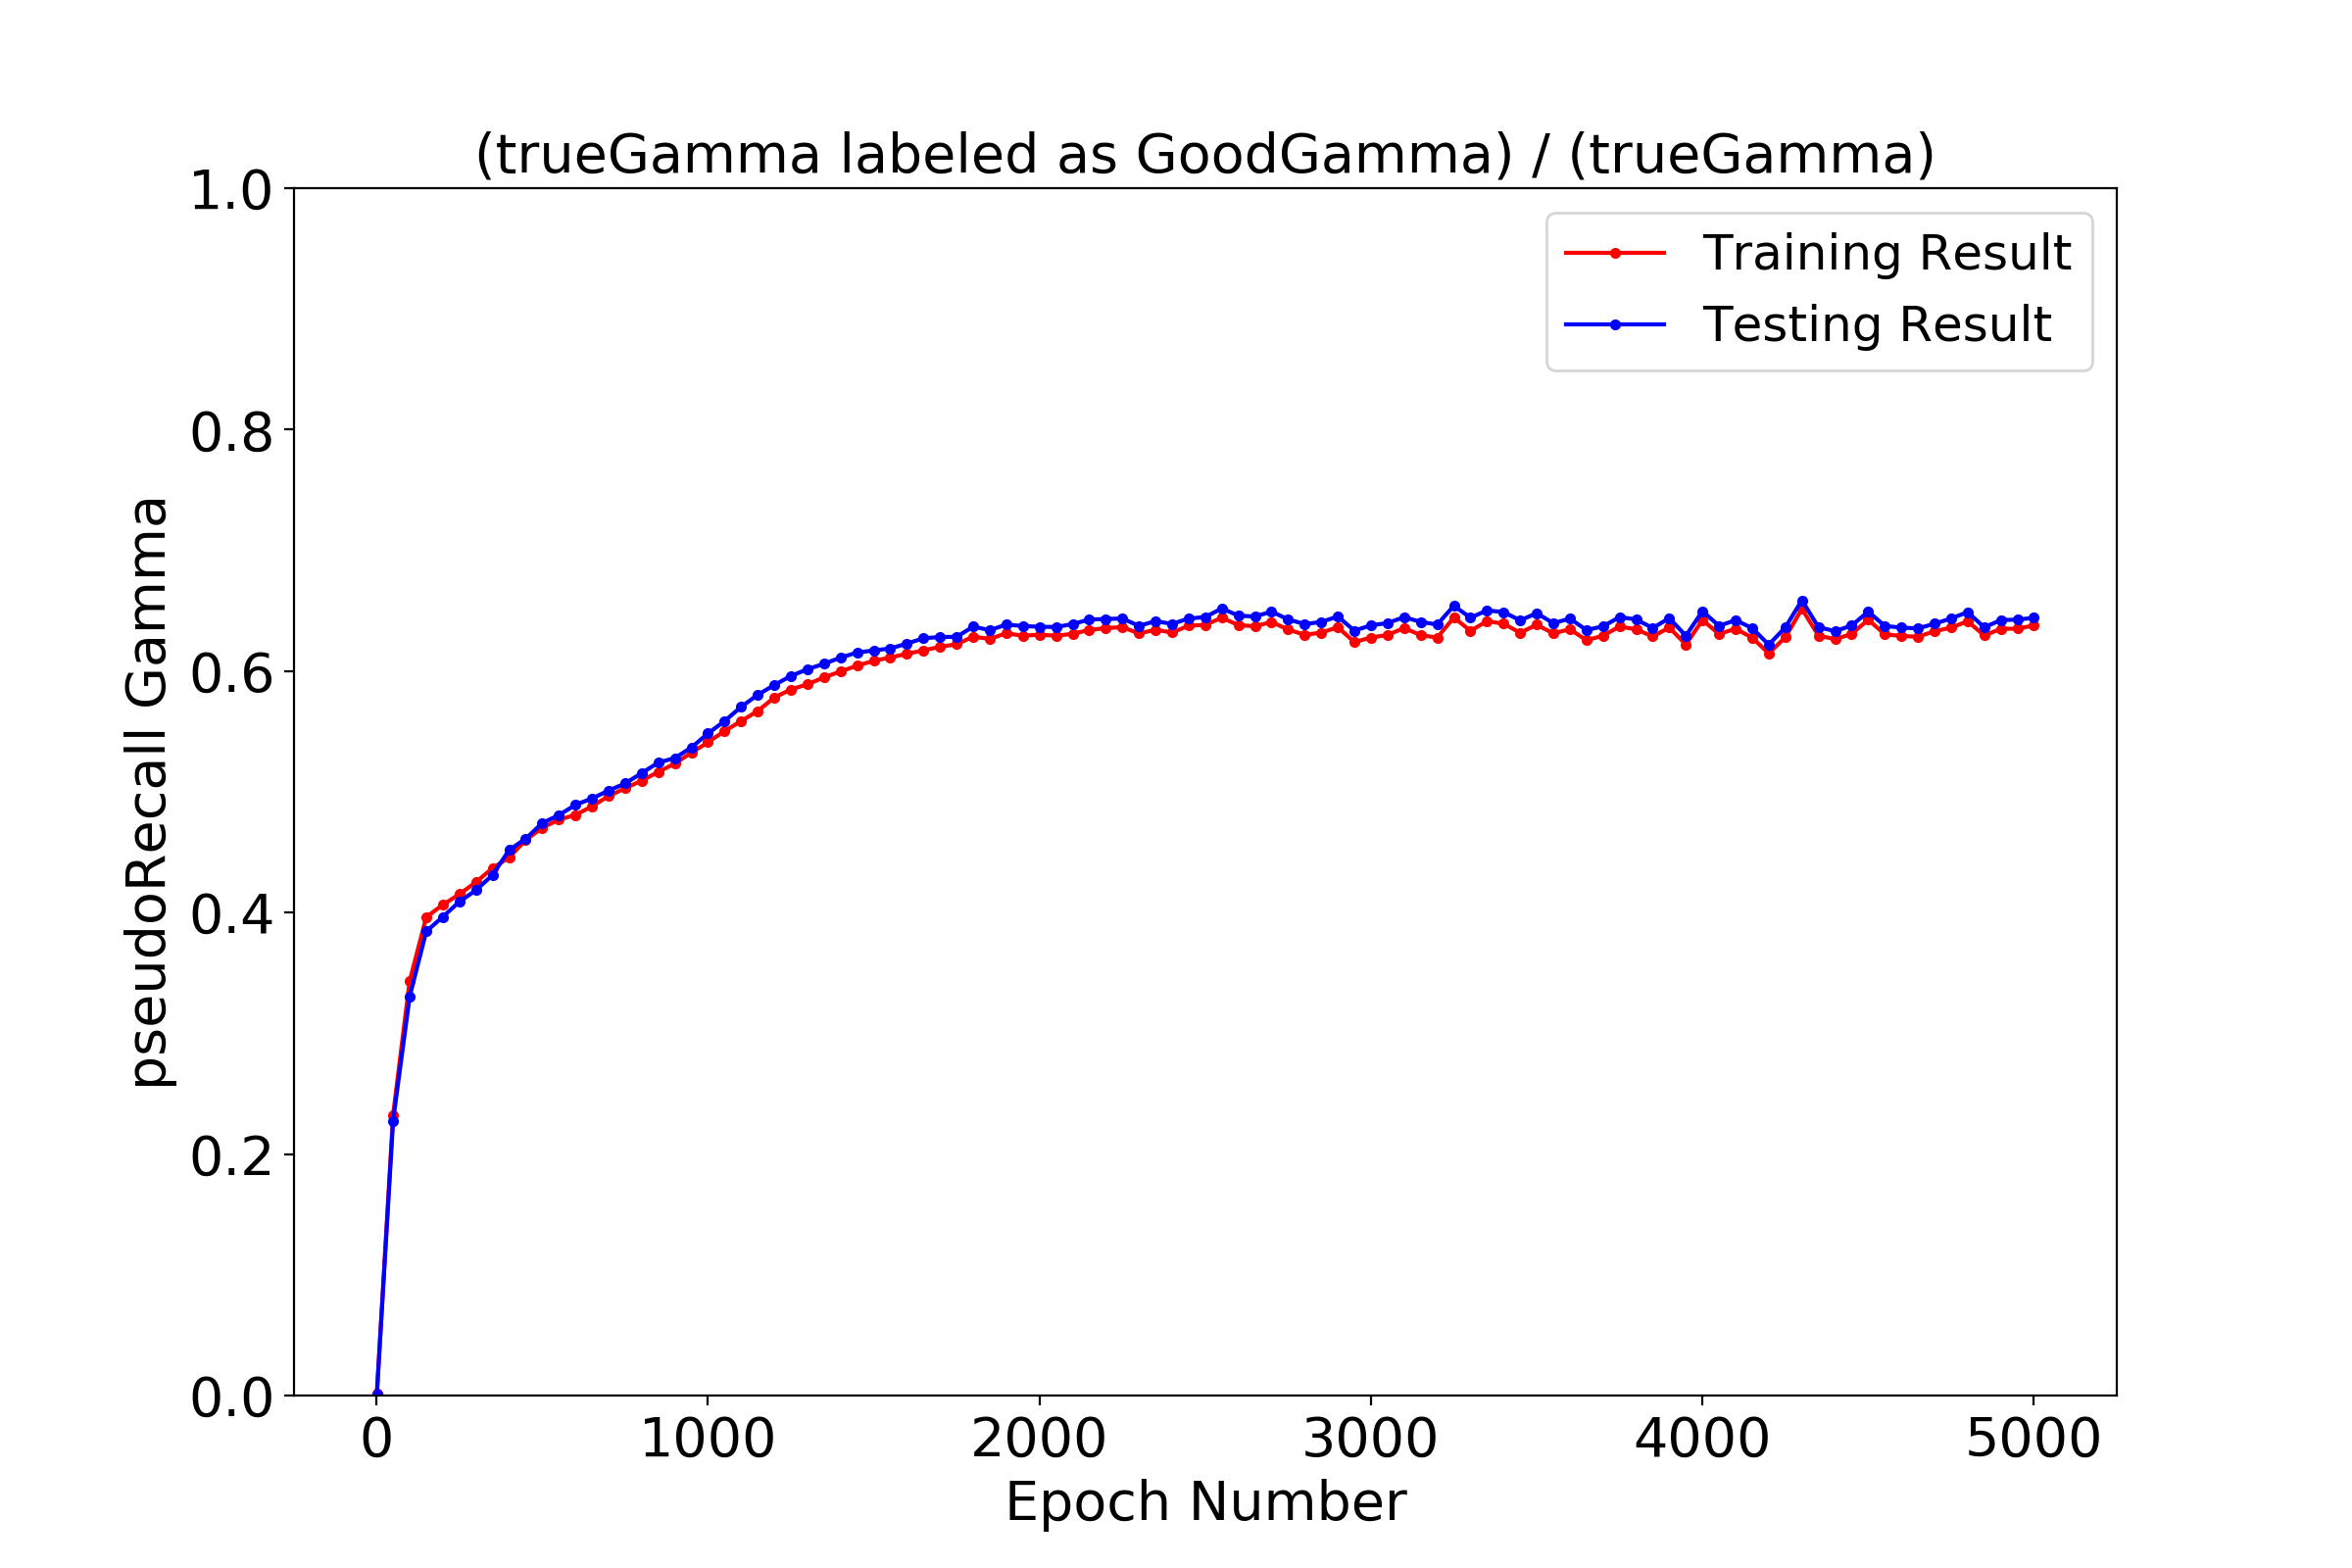 (trueGamma labeled as GoodGamma) / (trueGamma)
Training Result
Testing Result
pseudoRecall Gamma
1.0
0.8
0.6
0.4
0.2
0.0
0 1000 2000 3000 4000 5000
Epoch Number